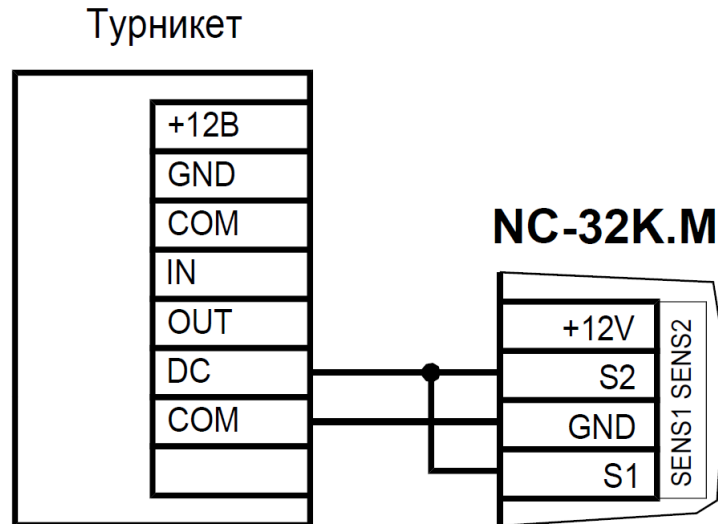 Турникет
+12В
GND
COM
IN
OUT
DC
COM
NC-32K.M
+12V
S2
GND
S1
SENS1 SENS2